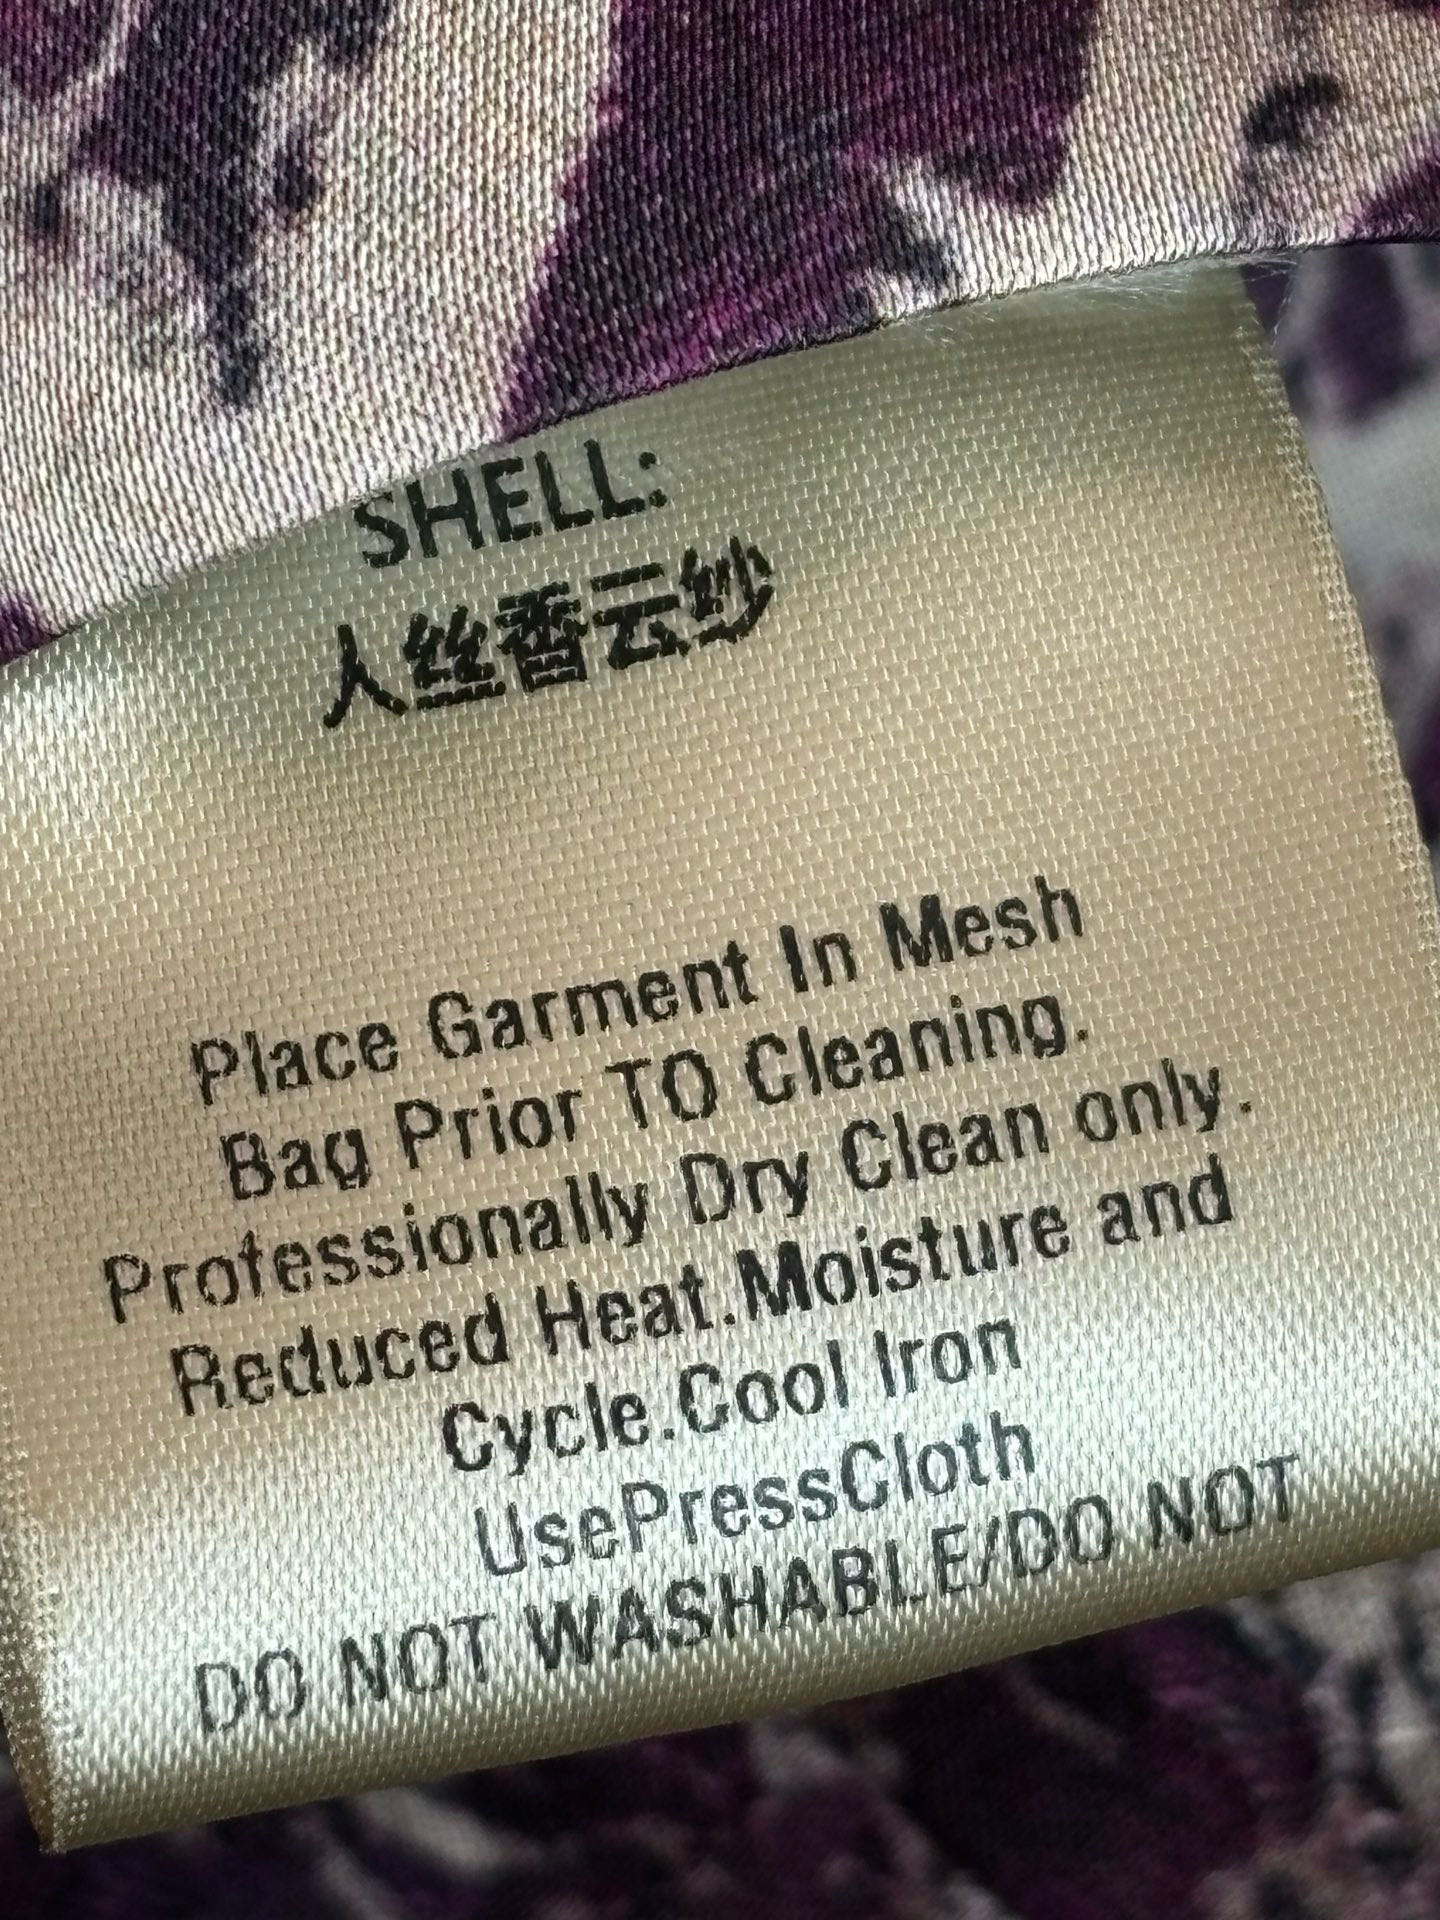 SHELL:
人丝香云纱
Place Garment In Mesh
Bag Prior TO Cleaning.
Professionally Dry Clean only.
Reduced Heat.Moisture and
Cycle.Cool Iron
UsePressCloth
DO NOT WASHABLE/DO NOT